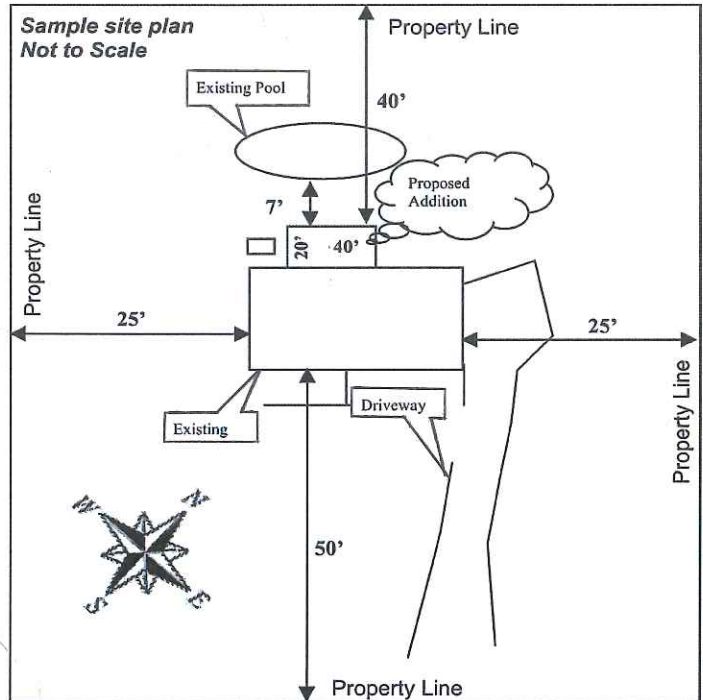 Sample site plan
Not to Scale
Property Line
Existing Pool
40'
Proposed
Addition
7'
20'
40'
Property Line
25'
25'
Property Line
Existing
Driveway
50'
W
N
S
E
Property Line